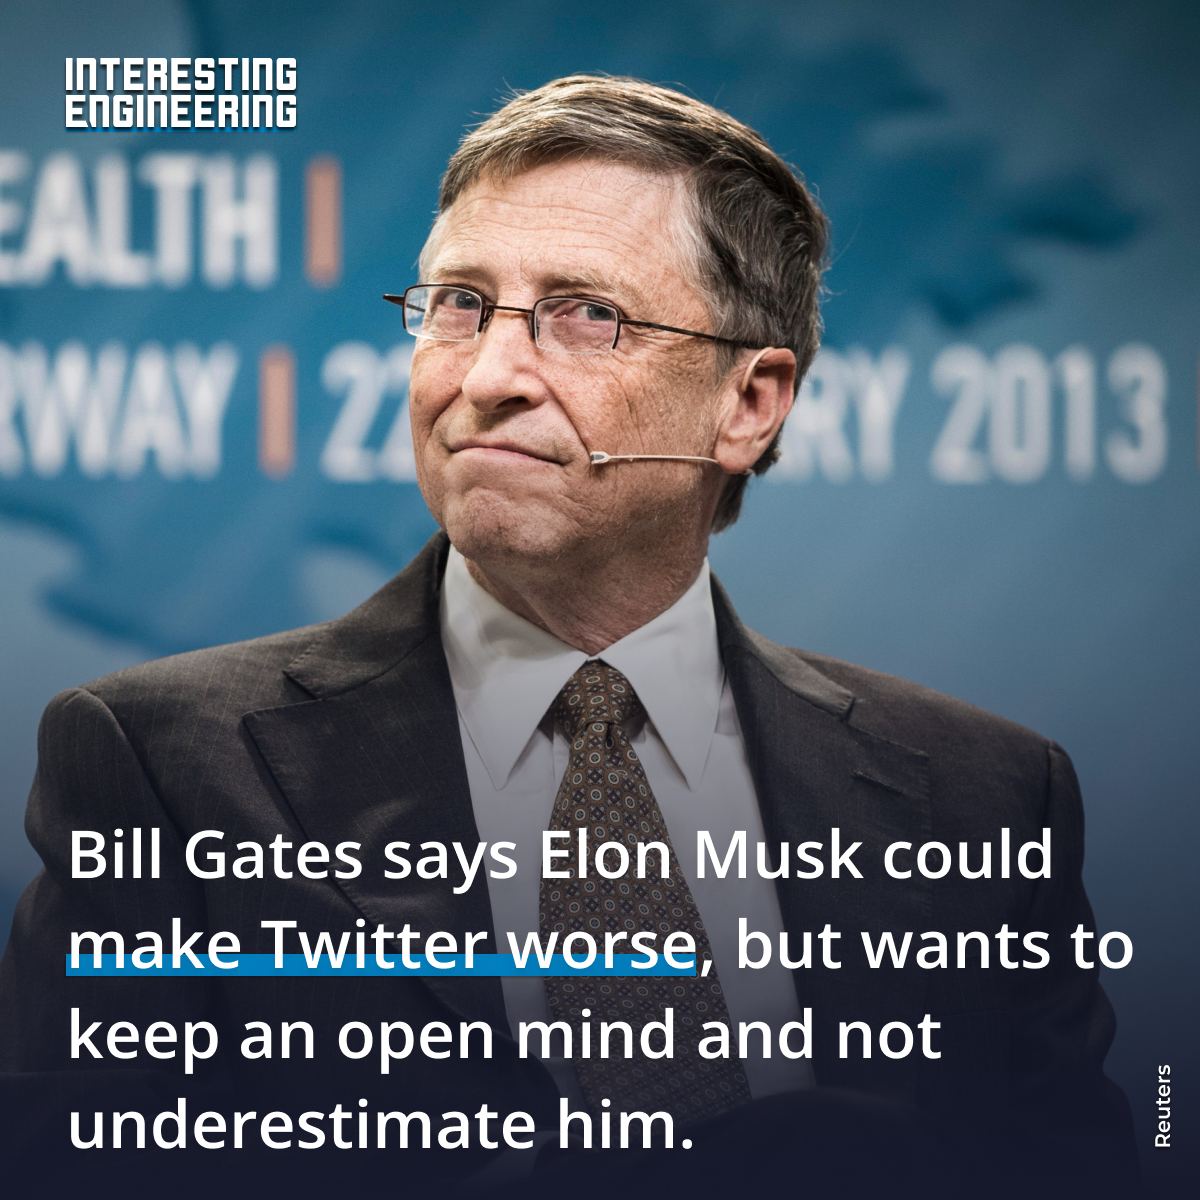 INTERESTING
ENGINEERING
EALTH |
RWAY | 22 ARY 2013
Bill Gates says Elon Musk could
make Twitter worse, but wants to
keep an open mind and not
underestimate him.
Reuters